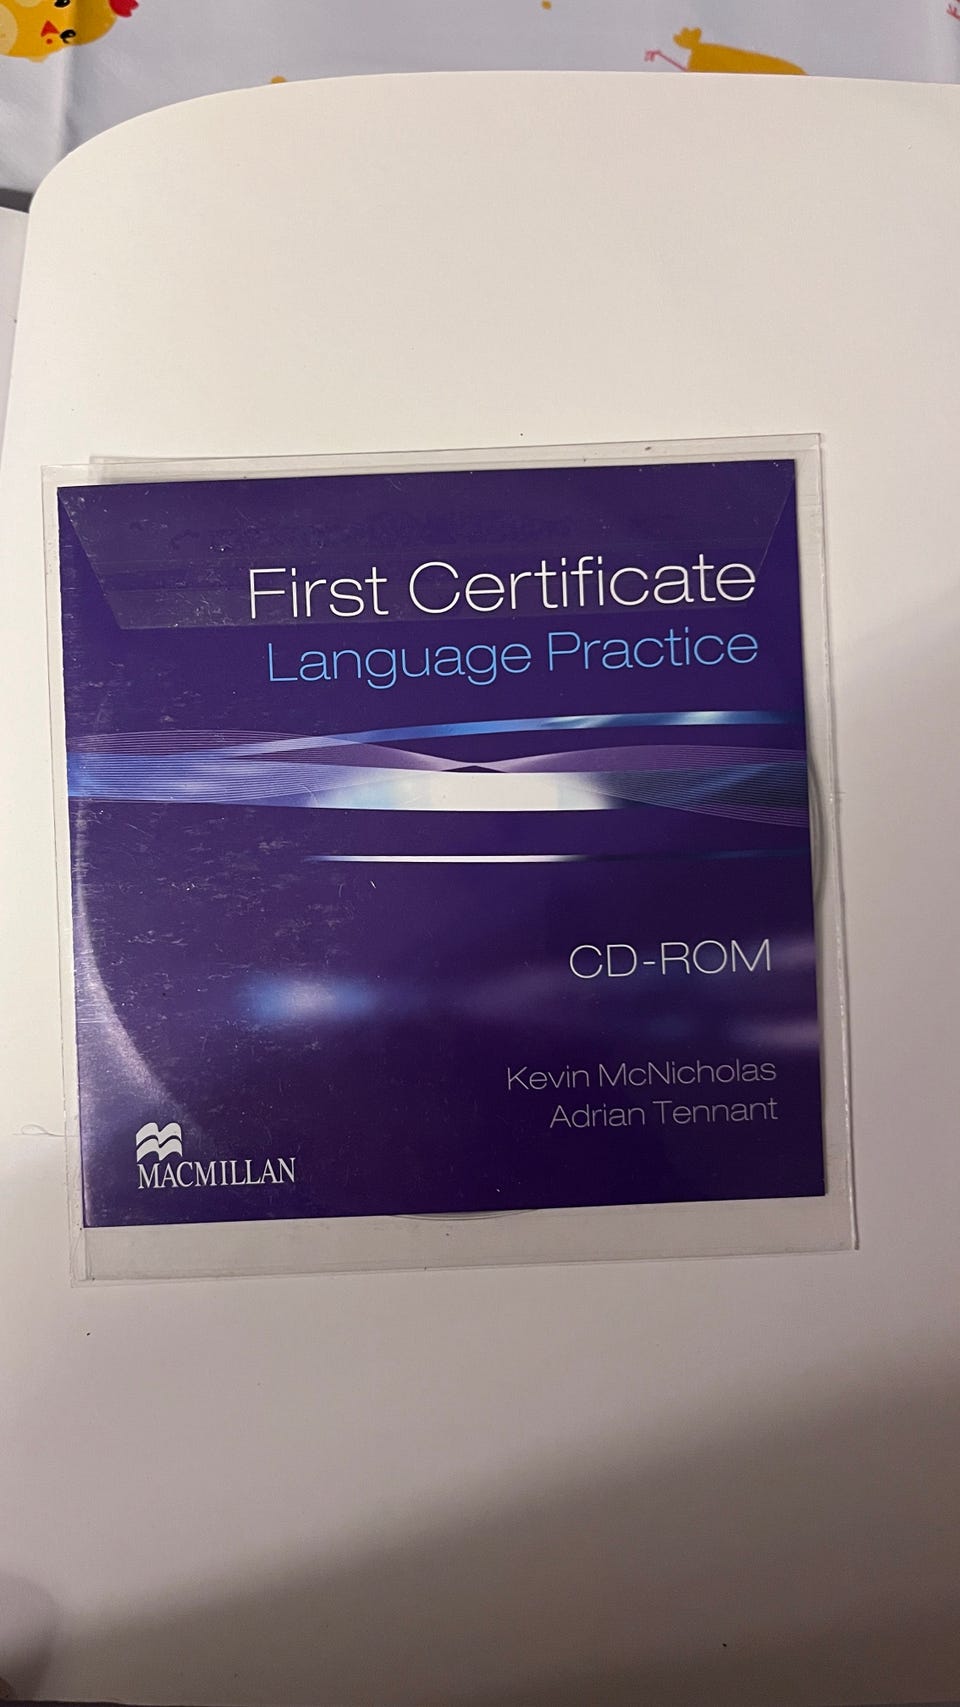 First Certificate
Language Practice
CD-ROM
Kevin McNicholas
Adrian Tennant
MACMILLAN